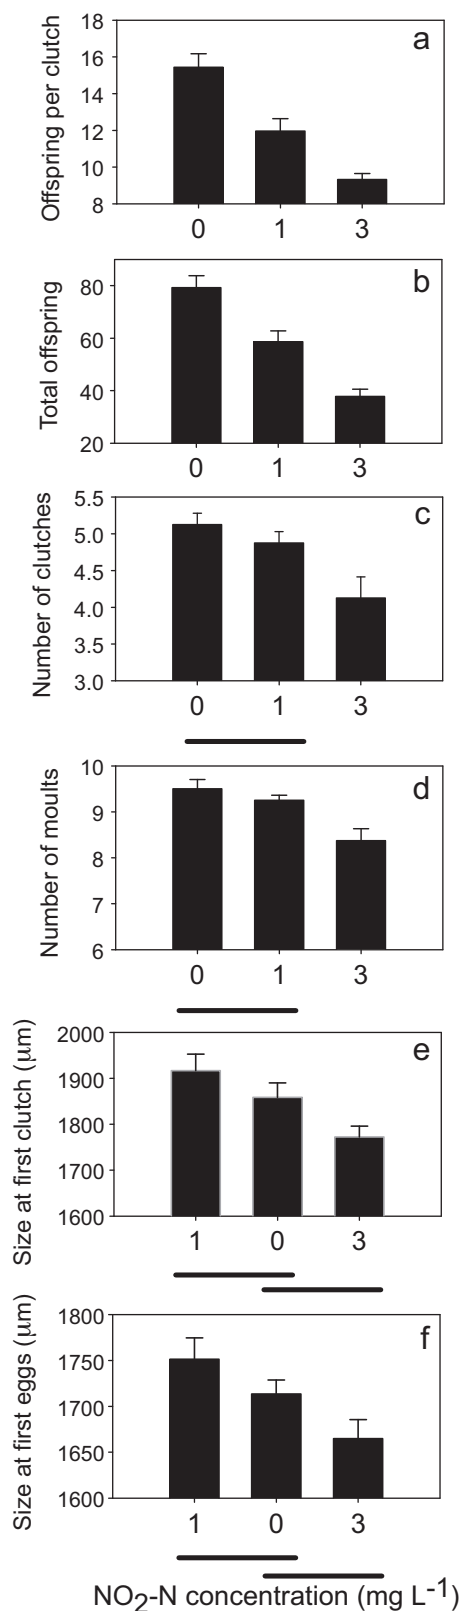 a
Offspring per clutch
18
16
14
12
10
8
0 1 3
b
Total offspring
80
60
40
20
0 1 3
c
Number of clutches
5.5
5.0
4.5
4.0
3.5
3.0
0 1 3
d
Number of moults
10
9
8
7
6
0 1 3
e
Size at first clutch (μm)
2000
1900
1800
1700
1600
1 0 3
f
Size at first eggs (μm)
1800
1750
1700
1650
1600
1 0 3
NO₂-N concentration (mg L⁻¹)